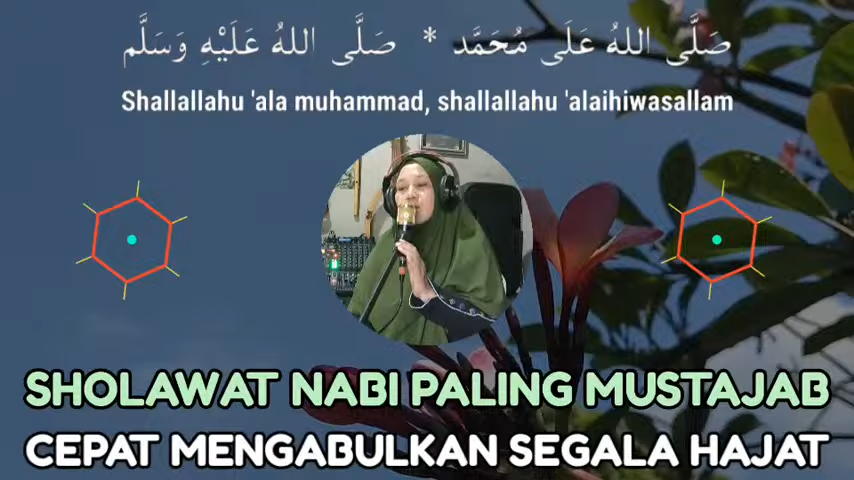 صَلَّى اللهُ عَلَى مُحَمَّد * صَلَّى اللهُ عَلَيْهِ وَسَلَّم
Shallallahu 'ala muhammad, shallallahu 'alaihiwasallam
SHOLAWAT NABI PALING MUSTAJAB
CEPAT MENGABULKAN SEGALA HAJAT